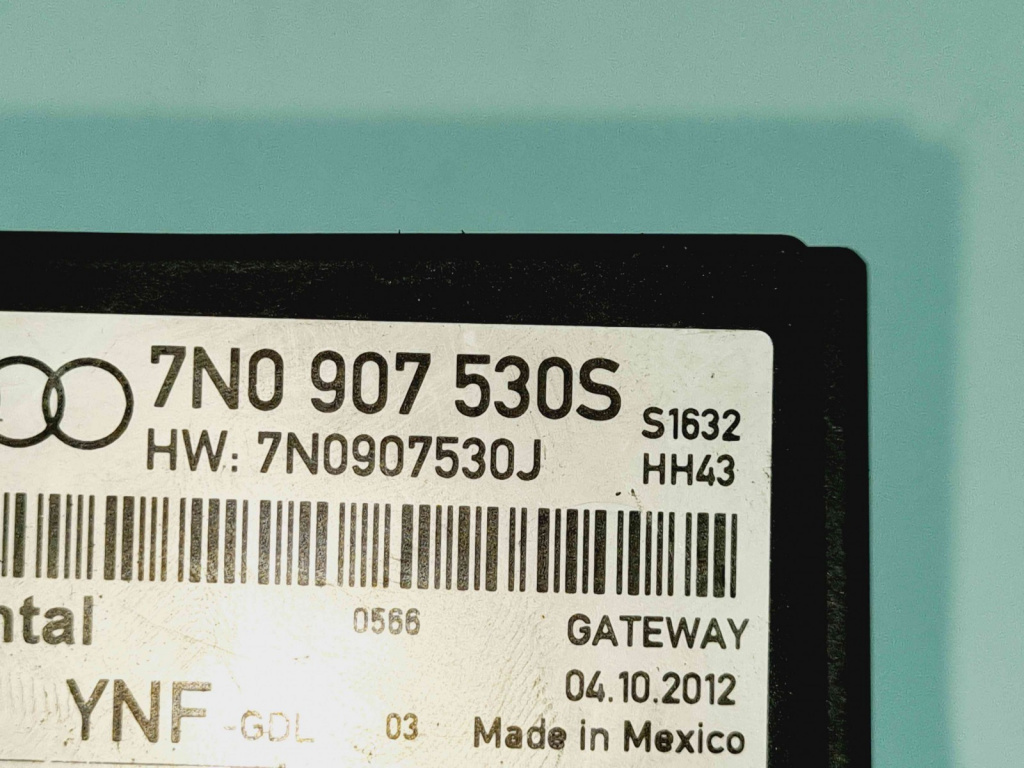 7N0 907 530S
S1632
HW: 7N0907530J
HH43
ntal
0566
GATEWAY
04.10.2012
YNF -GDL
03
Made in Mexico